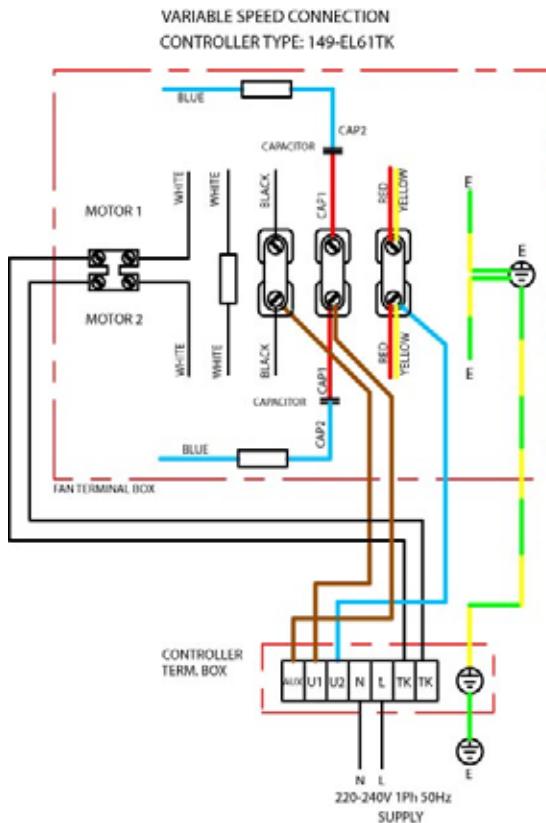 VARIABLE SPEED CONNECTION
CONTROLLER TYPE: 149-EL61TK
BLUE
CAP2
CAPACITOR
WHITE
WHITE
BLACK
CAP1
RED
YELLOW
E
E
MOTOR 1
MOTOR 2
WHITE
WHITE
BLACK
CAP1
RED
YELLOW
E
CAPACITOR
CAP2
BLUE
FAN TERMINAL BOX
CONTROLLER
TERM. BOX
AUX U1 U2 N L TK TK
E
N L
220-240V 1Ph 50Hz
SUPPLY